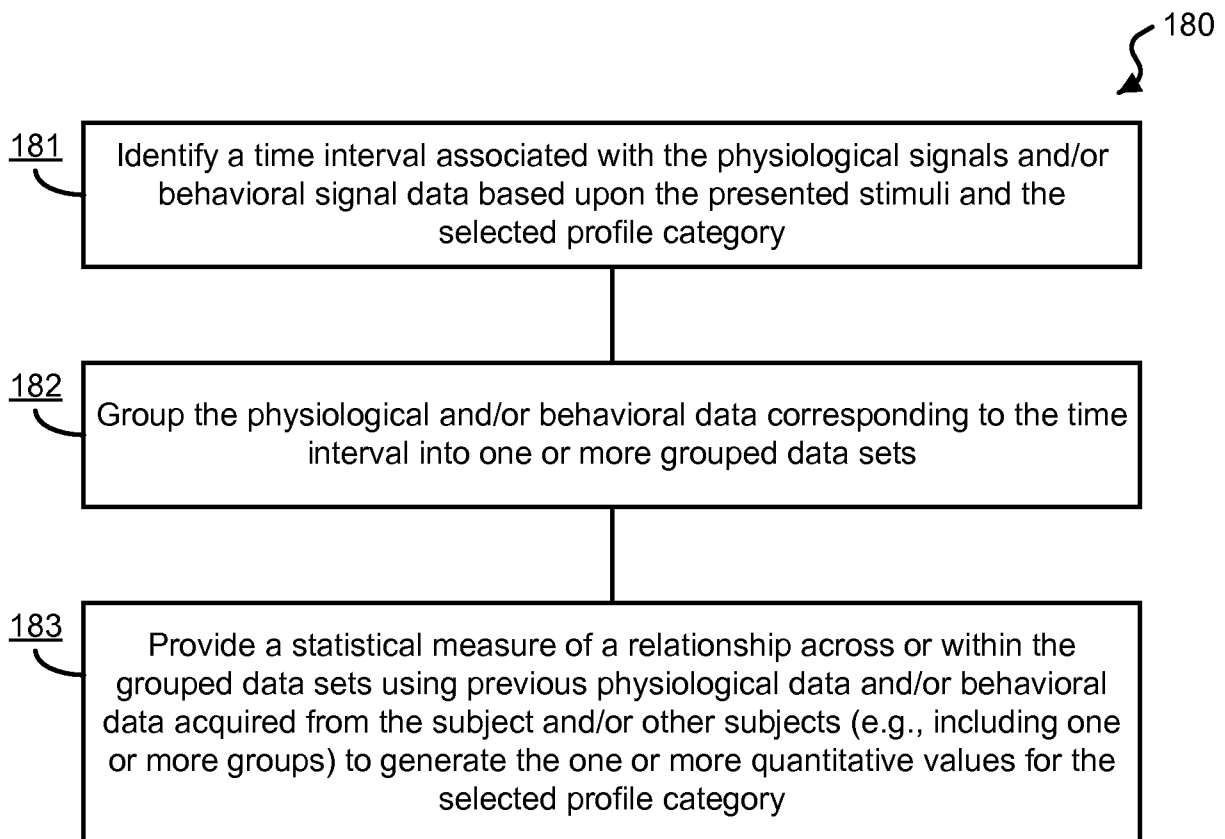 180
181
Identify a time interval associated with the physiological signals and/or
behavioral signal data based upon the presented stimuli and the
selected profile category
182
Group the physiological and/or behavioral data corresponding to the time
interval into one or more grouped data sets
183
Provide a statistical measure of a relationship across or within the
grouped data sets using previous physiological data and/or behavioral
data acquired from the subject and/or other subjects (e.g., including one
or more groups) to generate the one or more quantitative values for the
selected profile category